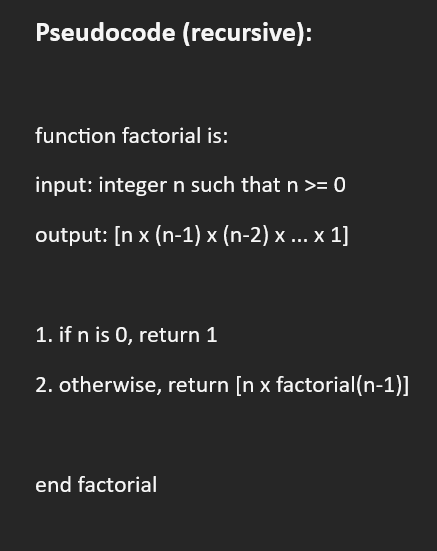 Pseudocode (recursive):
function factorial is:
input: integer n such that n >= 0
output: [n x (n-1) x (n-2) x ... x 1]
1. if n is 0, return 1
2. otherwise, return [n x factorial(n-1)]
end factorial